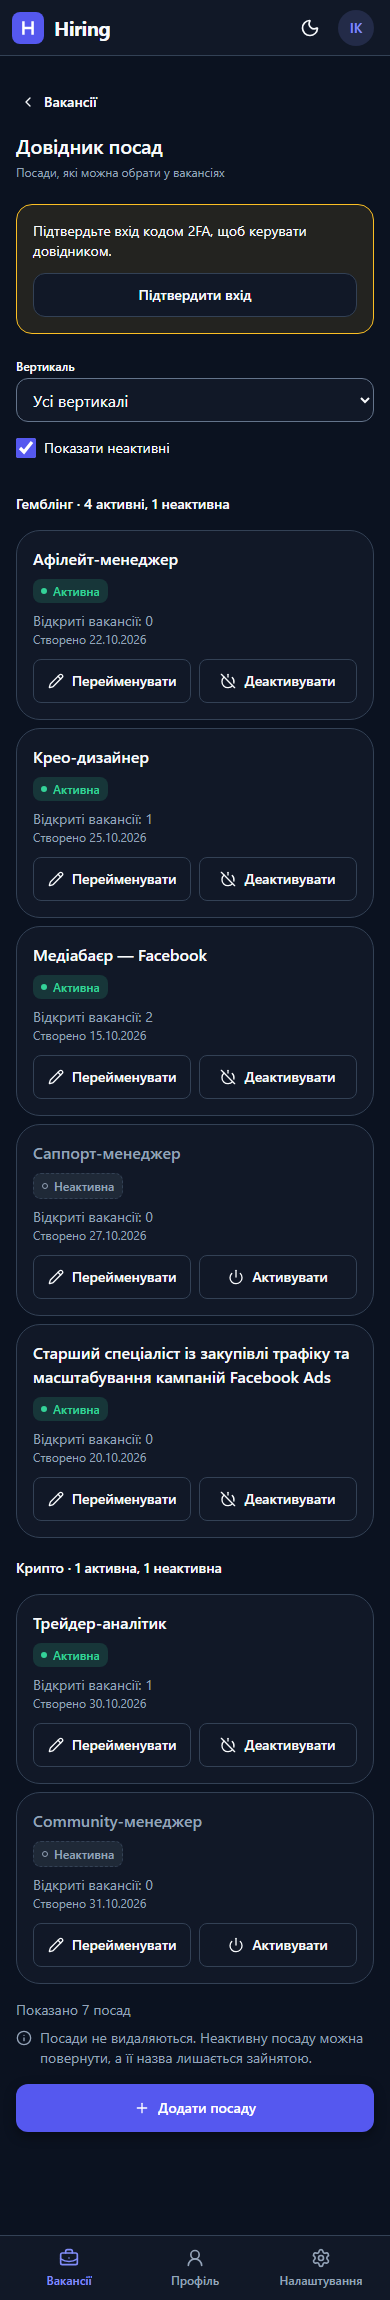 H Hiring IK
Вакансії
Довідник посад
Посади, які можна обрати у вакансіях
Підтвердьте вхід кодом 2FA, щоб керувати
довідником.
Підтвердити вхід
Вертикаль
Усі вертикалі
Показати неактивні
Гемблінг · 4 активні, 1 неактивна
Афілейт-менеджер
Активна
Відкриті вакансії: 0
Створено 22.10.2026
Перейменувати Деактивувати
Крео-дизайнер
Активна
Відкриті вакансії: 1
Створено 25.10.2026
Перейменувати Деактивувати
Медіабаєр — Facebook
Активна
Відкриті вакансії: 2
Створено 15.10.2026
Перейменувати Деактивувати
Саппорт-менеджер
Неактивна
Відкриті вакансії: 0
Створено 27.10.2026
Перейменувати Активувати
Старший спеціаліст із закупівлі трафіку та
масштабування кампаній Facebook Ads
Активна
Відкриті вакансії: 0
Створено 20.10.2026
Перейменувати Деактивувати
Крипто · 1 активна, 1 неактивна
Трейдер-аналітик
Активна
Відкриті вакансії: 1
Створено 30.10.2026
Перейменувати Деактивувати
Community-менеджер
Неактивна
Відкриті вакансії: 0
Створено 31.10.2026
Перейменувати Активувати
Показано 7 посад
Посади не видаляються. Неактивну посаду можна
повернути, а її назва лишається зайнятою.
Додати посаду
Вакансії Профіль Налаштування